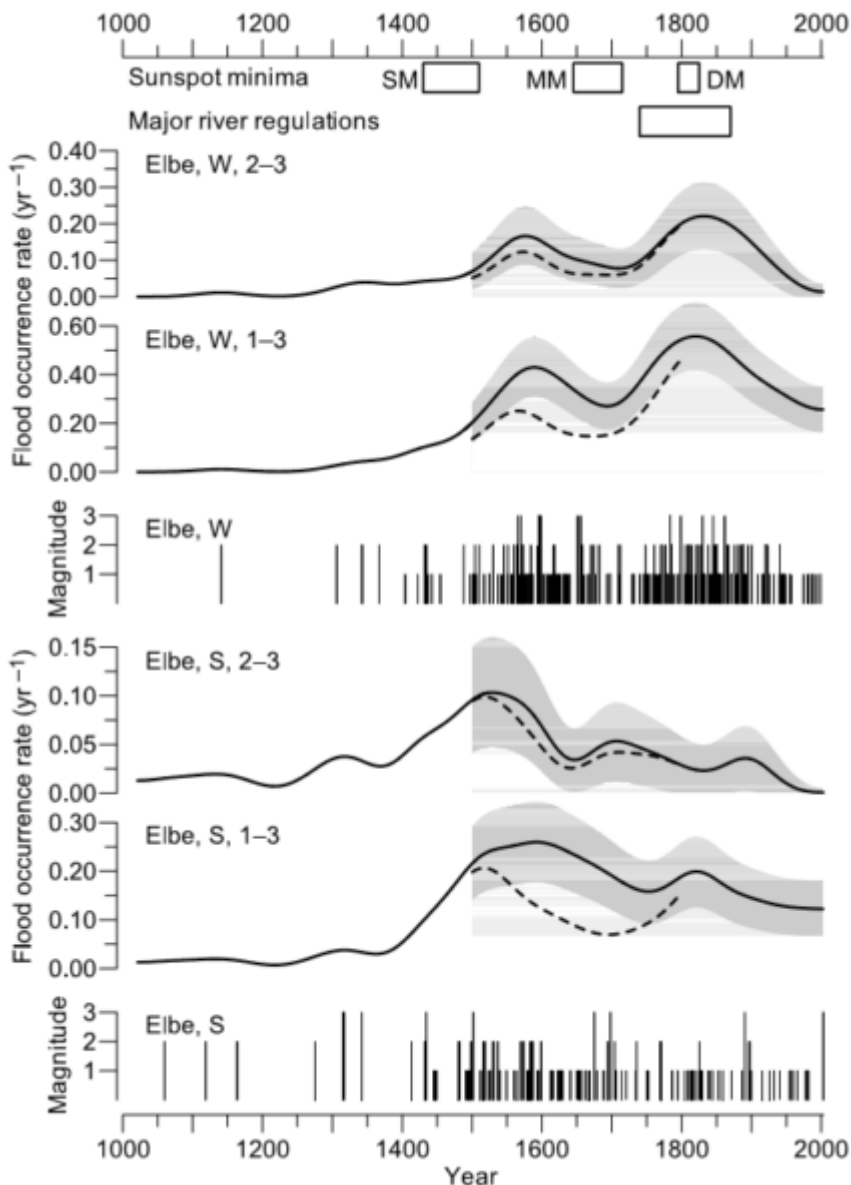 1000 1200 1400 1600 1800 2000
Sunspot minima SM MM DM
Major river regulations
Flood occurrence rate (yr⁻¹)
0.40
0.30
0.20
0.10
0.00
Elbe, W, 2–3
0.60
0.40
0.20
0.00
Elbe, W, 1–3
Magnitude
3
2
1
Elbe, W
Flood occurrence rate (yr⁻¹)
0.15
0.10
0.05
0.00
Elbe, S, 2–3
0.30
0.20
0.10
0.00
Elbe, S, 1–3
Magnitude
3
2
1
Elbe, S
1000 1200 1400 1600 1800 2000
Year